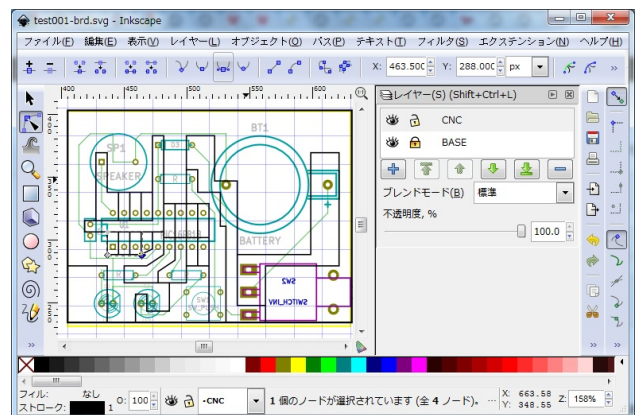 test001-brd.svg - Inkscape
ファイル(F) 編集(E) 表示(V) レイヤー(L) オブジェクト(O) パス(P) テキスト(T) フィルタ(S) エクステンション(N) ヘルプ(H)
X: 463.500 Y: 288.000 px
400 450 500 550 600
レイヤー(S) (Shift+Ctrl+L)
CNC
BASE
ブレンドモード(B) 標準
不透明度, %
100.0
SP1
SPEAKER
BT1
BATTERY
SW2
SWITCH_INV
フィル: なし
ストローク: 1
O: 100
•CNC
1 個のノードが選択されています (全 4 ノード)。 ...
X: 663.58
Y: 348.55
Z: 158%